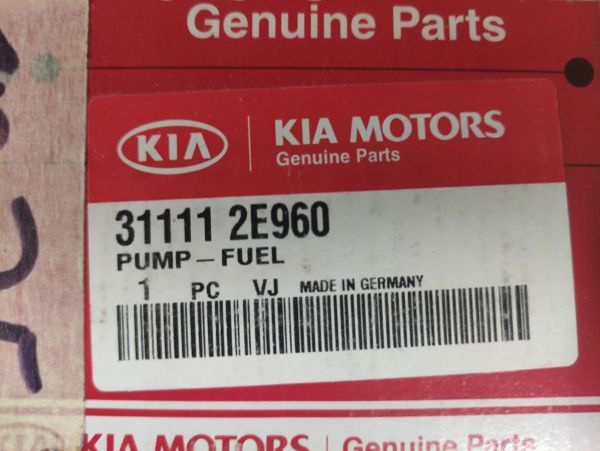 Genuine Parts
KIA
KIA MOTORS
Genuine Parts
31111 2E960
PUMP-FUEL
1 PC VJ MADE IN GERMANY
KIA MOTORS Genuine Parts